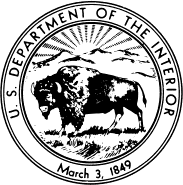 U. S. DEPARTMENT OF THE INTERIOR
March 3, 1849